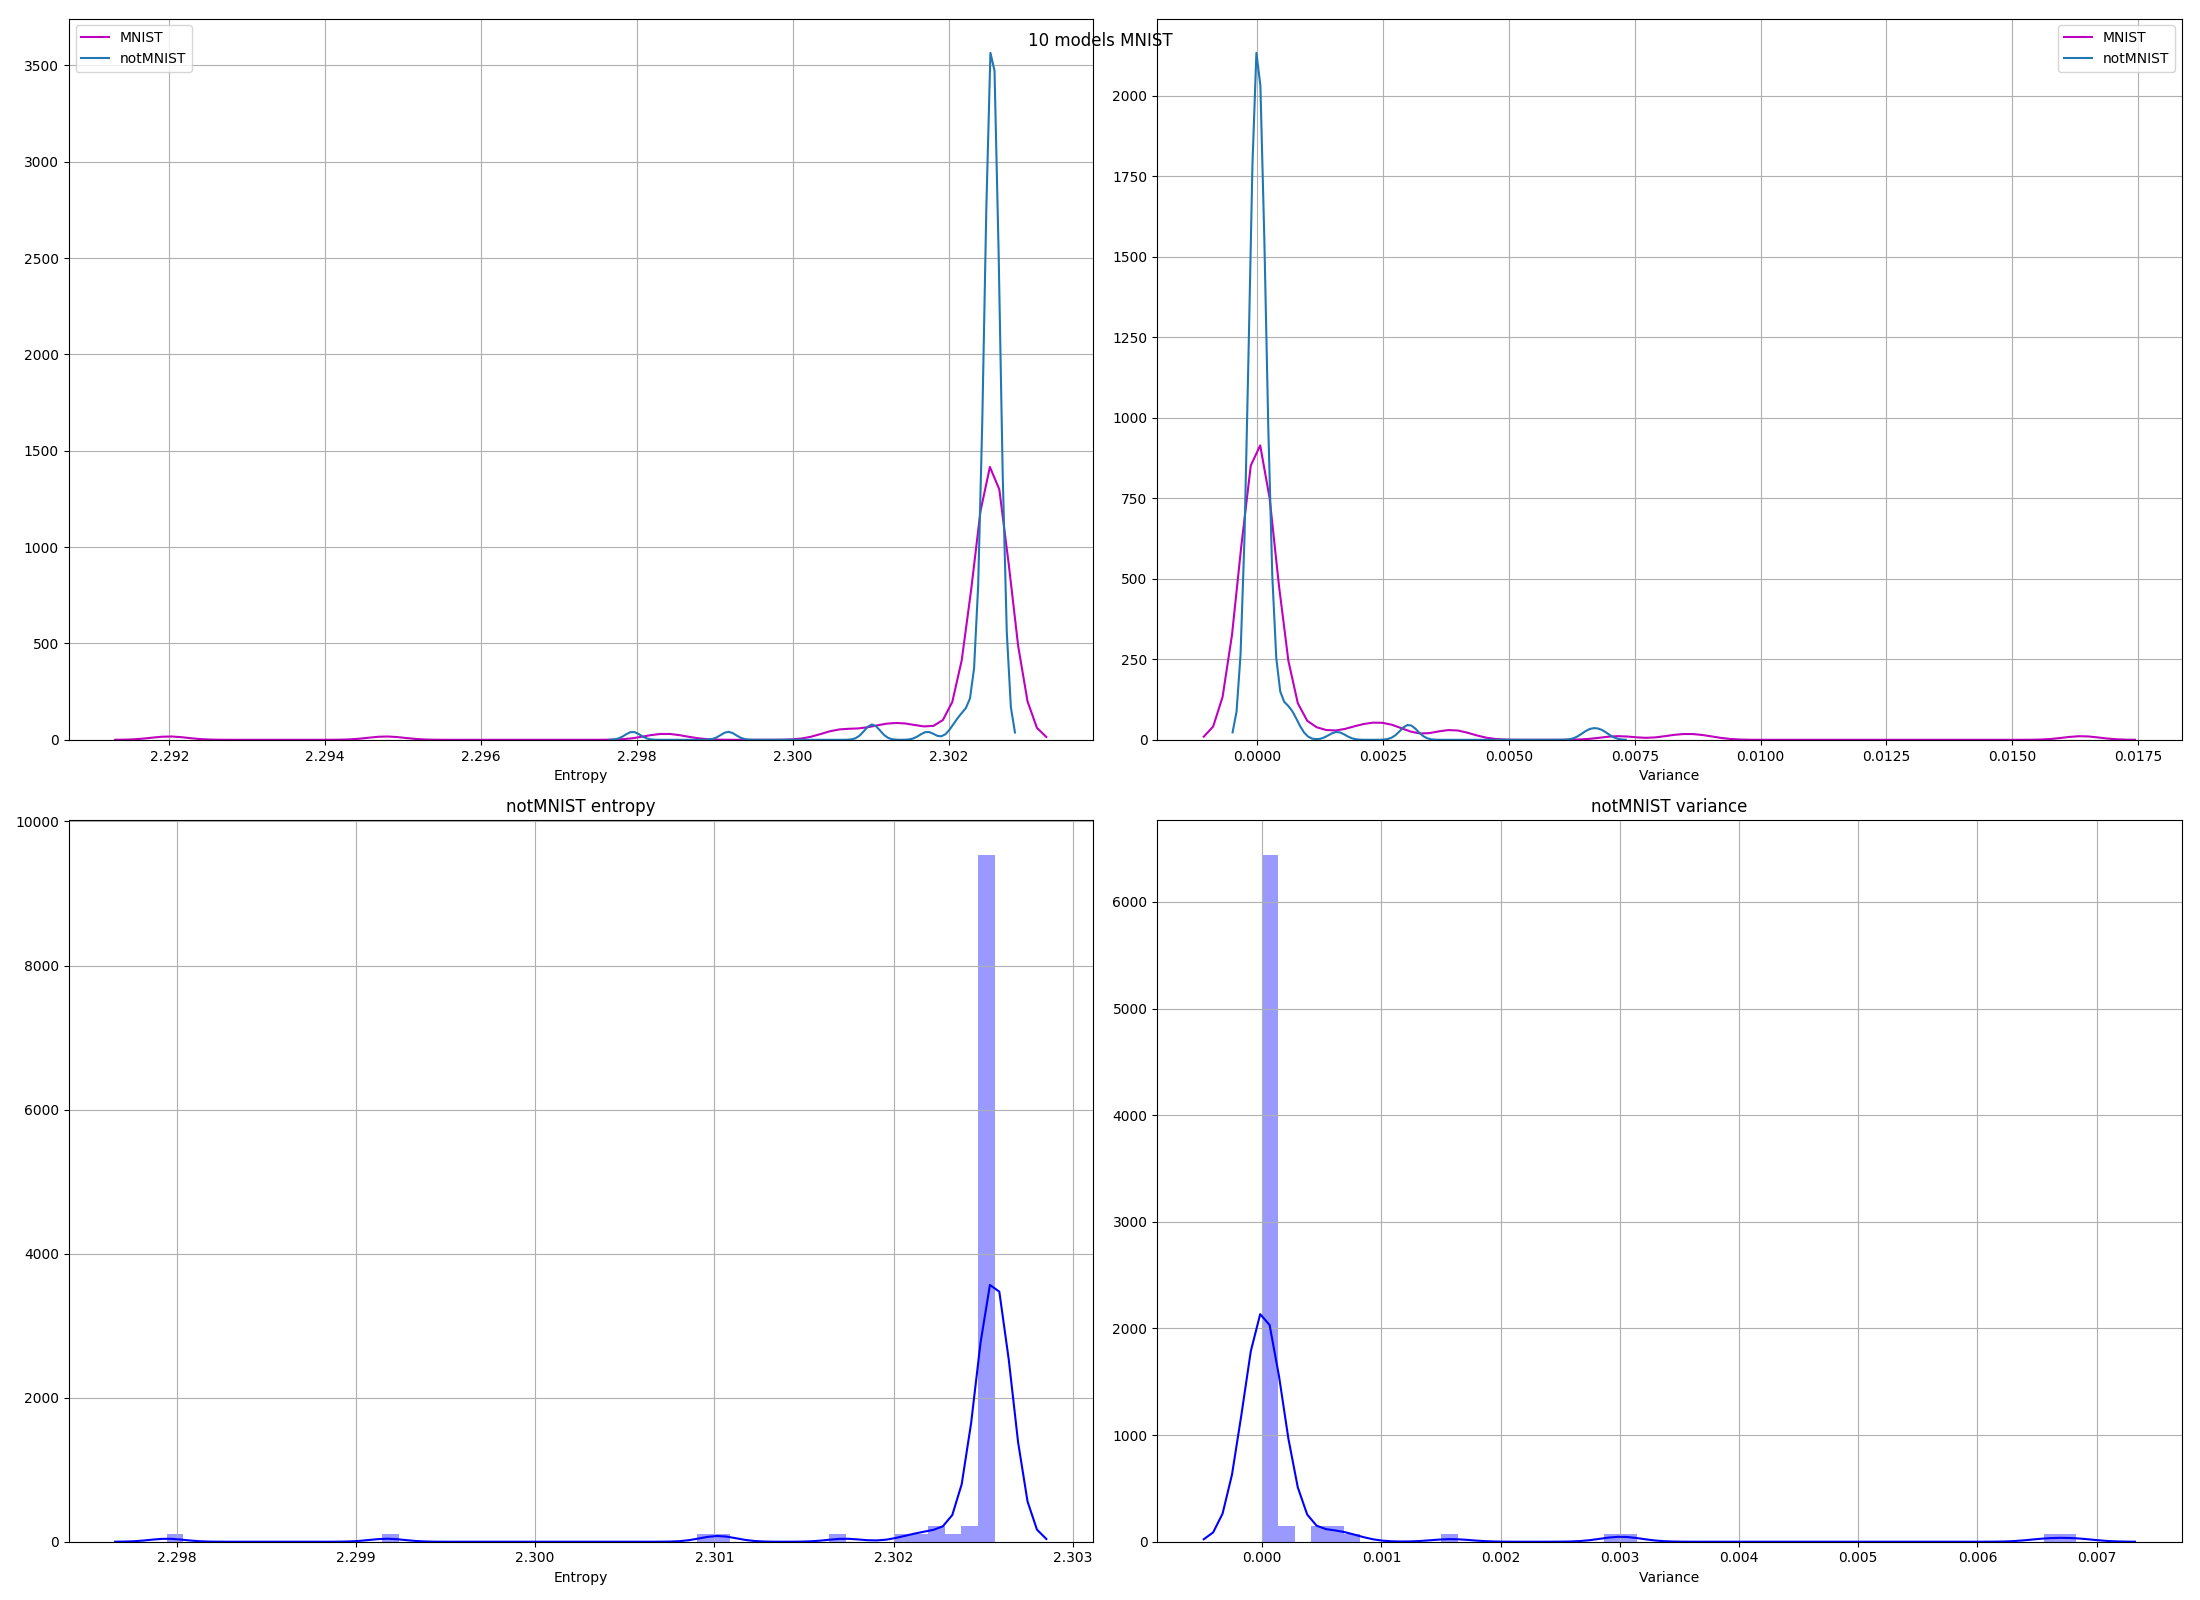 10 models MNIST
MNIST
notMNIST
3500
3000
2500
2000
1500
1000
500
0
2.292 2.294 2.296 2.298 2.300 2.302
Entropy
MNIST
notMNIST
2000
1750
1500
1250
1000
750
500
250
0
0.0000 0.0025 0.0050 0.0075 0.0100 0.0125 0.0150 0.0175
Variance
notMNIST entropy
10000
8000
6000
4000
2000
0
2.298 2.299 2.300 2.301 2.302 2.303
Entropy
notMNIST variance
6000
5000
4000
3000
2000
1000
0
0.000 0.001 0.002 0.003 0.004 0.005 0.006 0.007
Variance